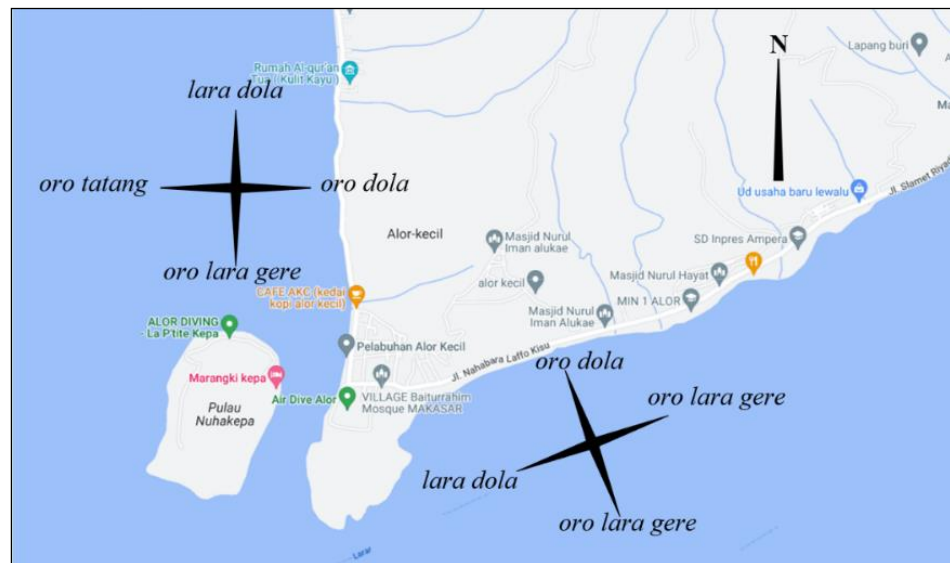 N
Lapang buri
A
Rumah Al-qur'an
Tua | Kulit Kayu
lara dola
Ma
oro tatang
oro dola
Ud usaha baru lewalu
Jl. Slamet Riyad
Alor-kecil
Masjid Nurul
Iman alukae
SD Inpres Ampera
oro lara gere
Masjid Nurul Hayat
alor kecil
CAFE AKC (kedai
kopi alor kecil)
MIN 1 ALOR
Masjid Nurul
Iman Alukae
ALOR DIVING
- La P'tite Kepa
Pelabuhan Alor Kecil
Jl. Nahabara Laffo Kisu
oro dola
Marangki kepa
VILLAGE Baiturrahim
Mosque MAKASAR
Air Dive Alor
oro lara gere
Pulau
Nuhakepa
lara dola
oro lara gere